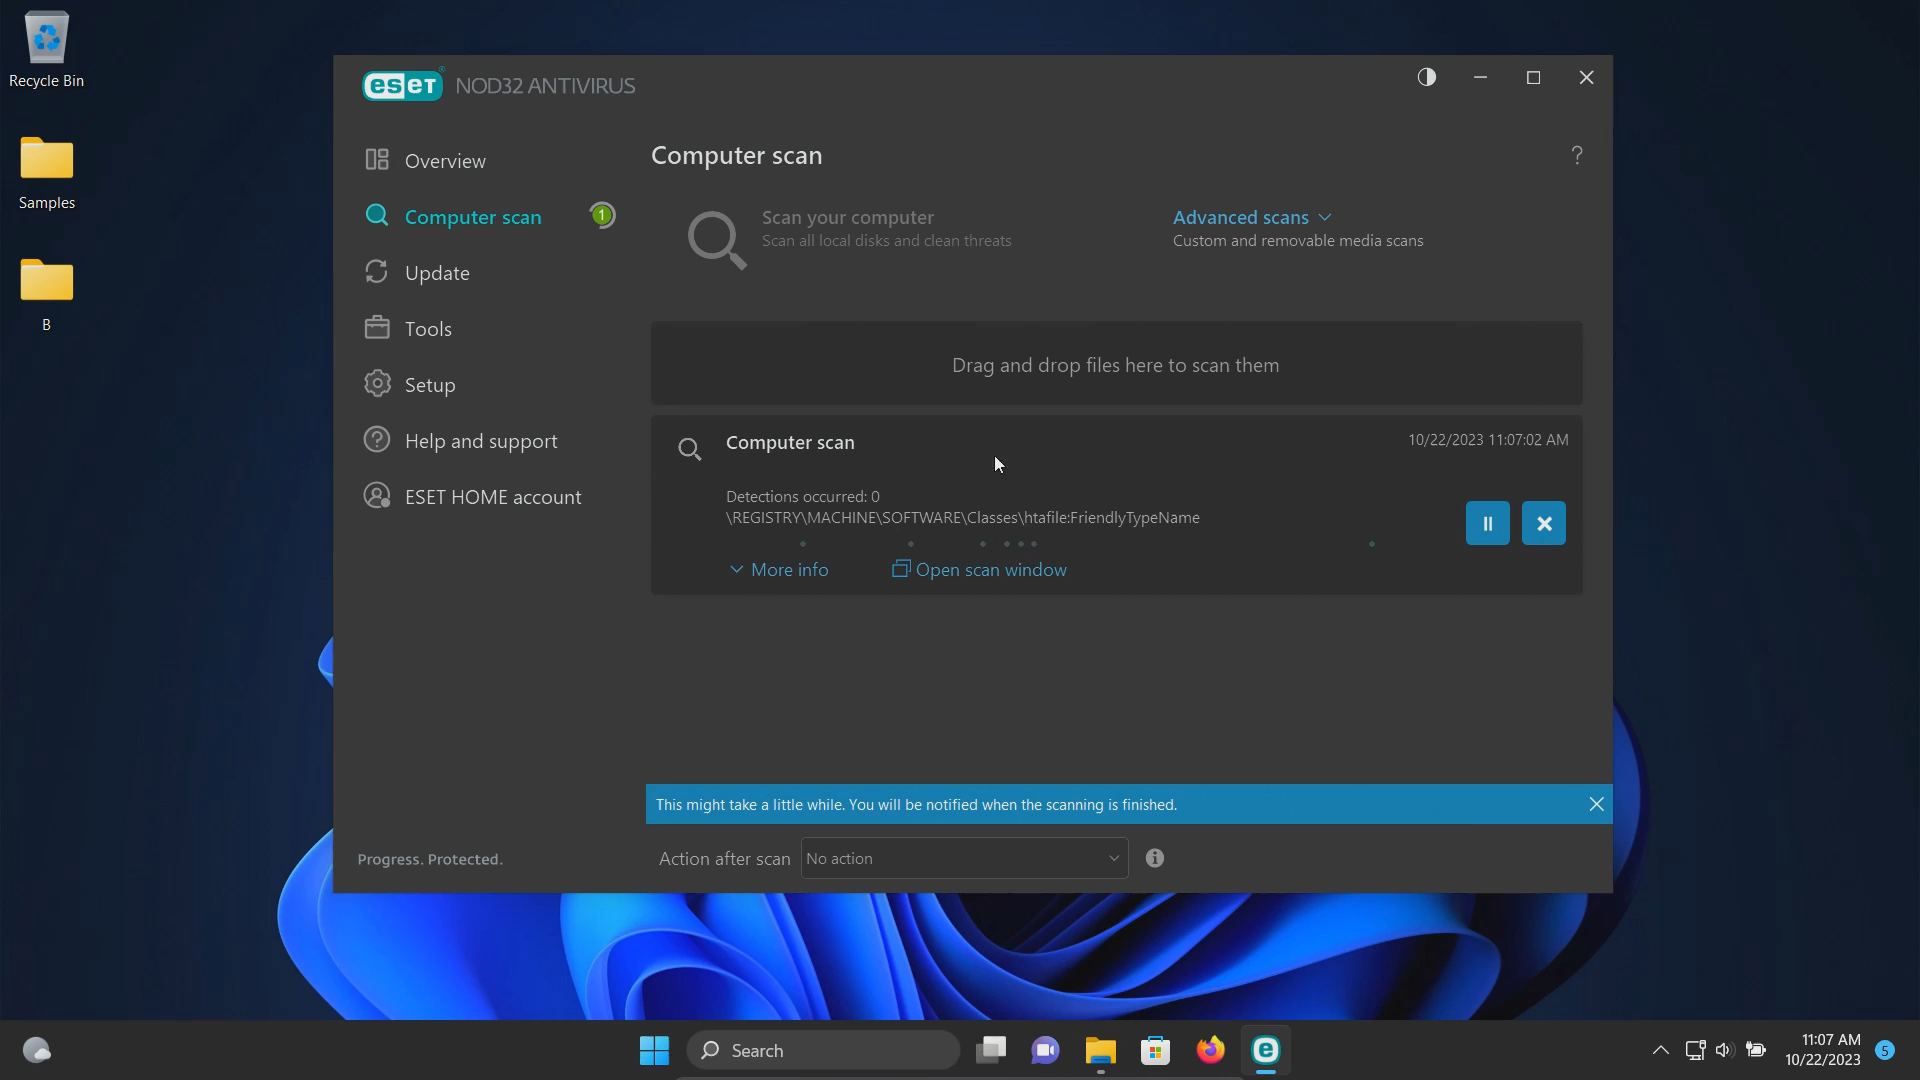 Recycle Bin
Samples
B
eset® NOD32 ANTIVIRUS
Overview
Computer scan 1
Update
Tools
Setup
Help and support
ESET HOME account
Progress. Protected.
Computer scan ?
Scan your computer
Scan all local disks and clean threats
Advanced scans
Custom and removable media scans
Drag and drop files here to scan them
Computer scan
10/22/2023 11:07:02 AM
Detections occurred: 0
\REGISTRY\MACHINE\SOFTWARE\Classes\htafile:FriendlyTypeName
More info
Open scan window
This might take a little while. You will be notified when the scanning is finished.
Action after scan No action
Search
11:07 AM
10/22/2023
5